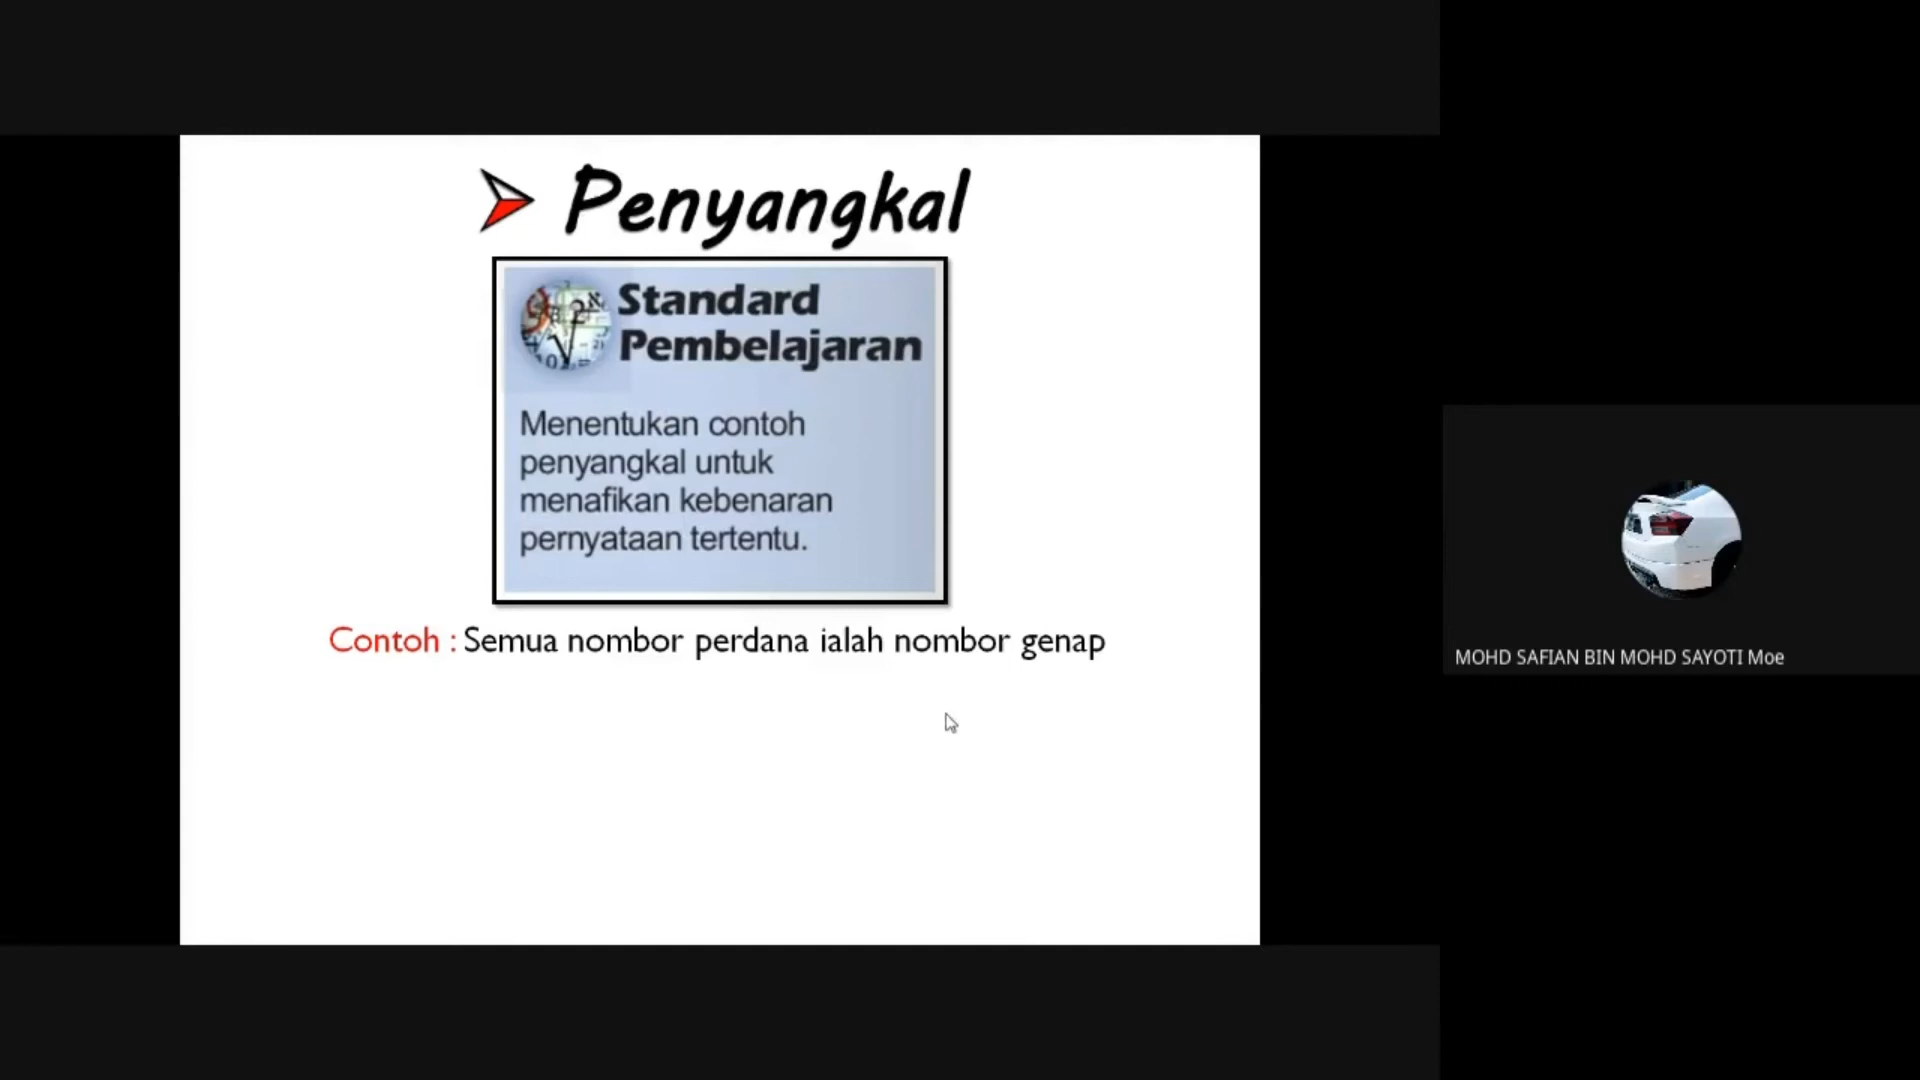 Penyangkal
Standard
Pembelajaran
Menentukan contoh
penyangkal untuk
menafikan kebenaran
pernyataan tertentu.
Contoh : Semua nombor perdana ialah nombor genap
MOHD SAFIAN BIN MOHD SAYOTI Moe